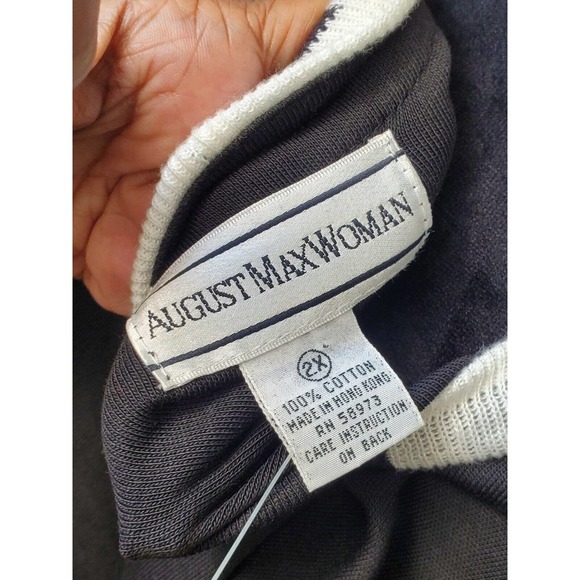 AUGUST MAX WOMAN
2X
100% COTTON
MADE IN HONG KONG
RN 58973
CARE INSTRUCTION
ON BACK